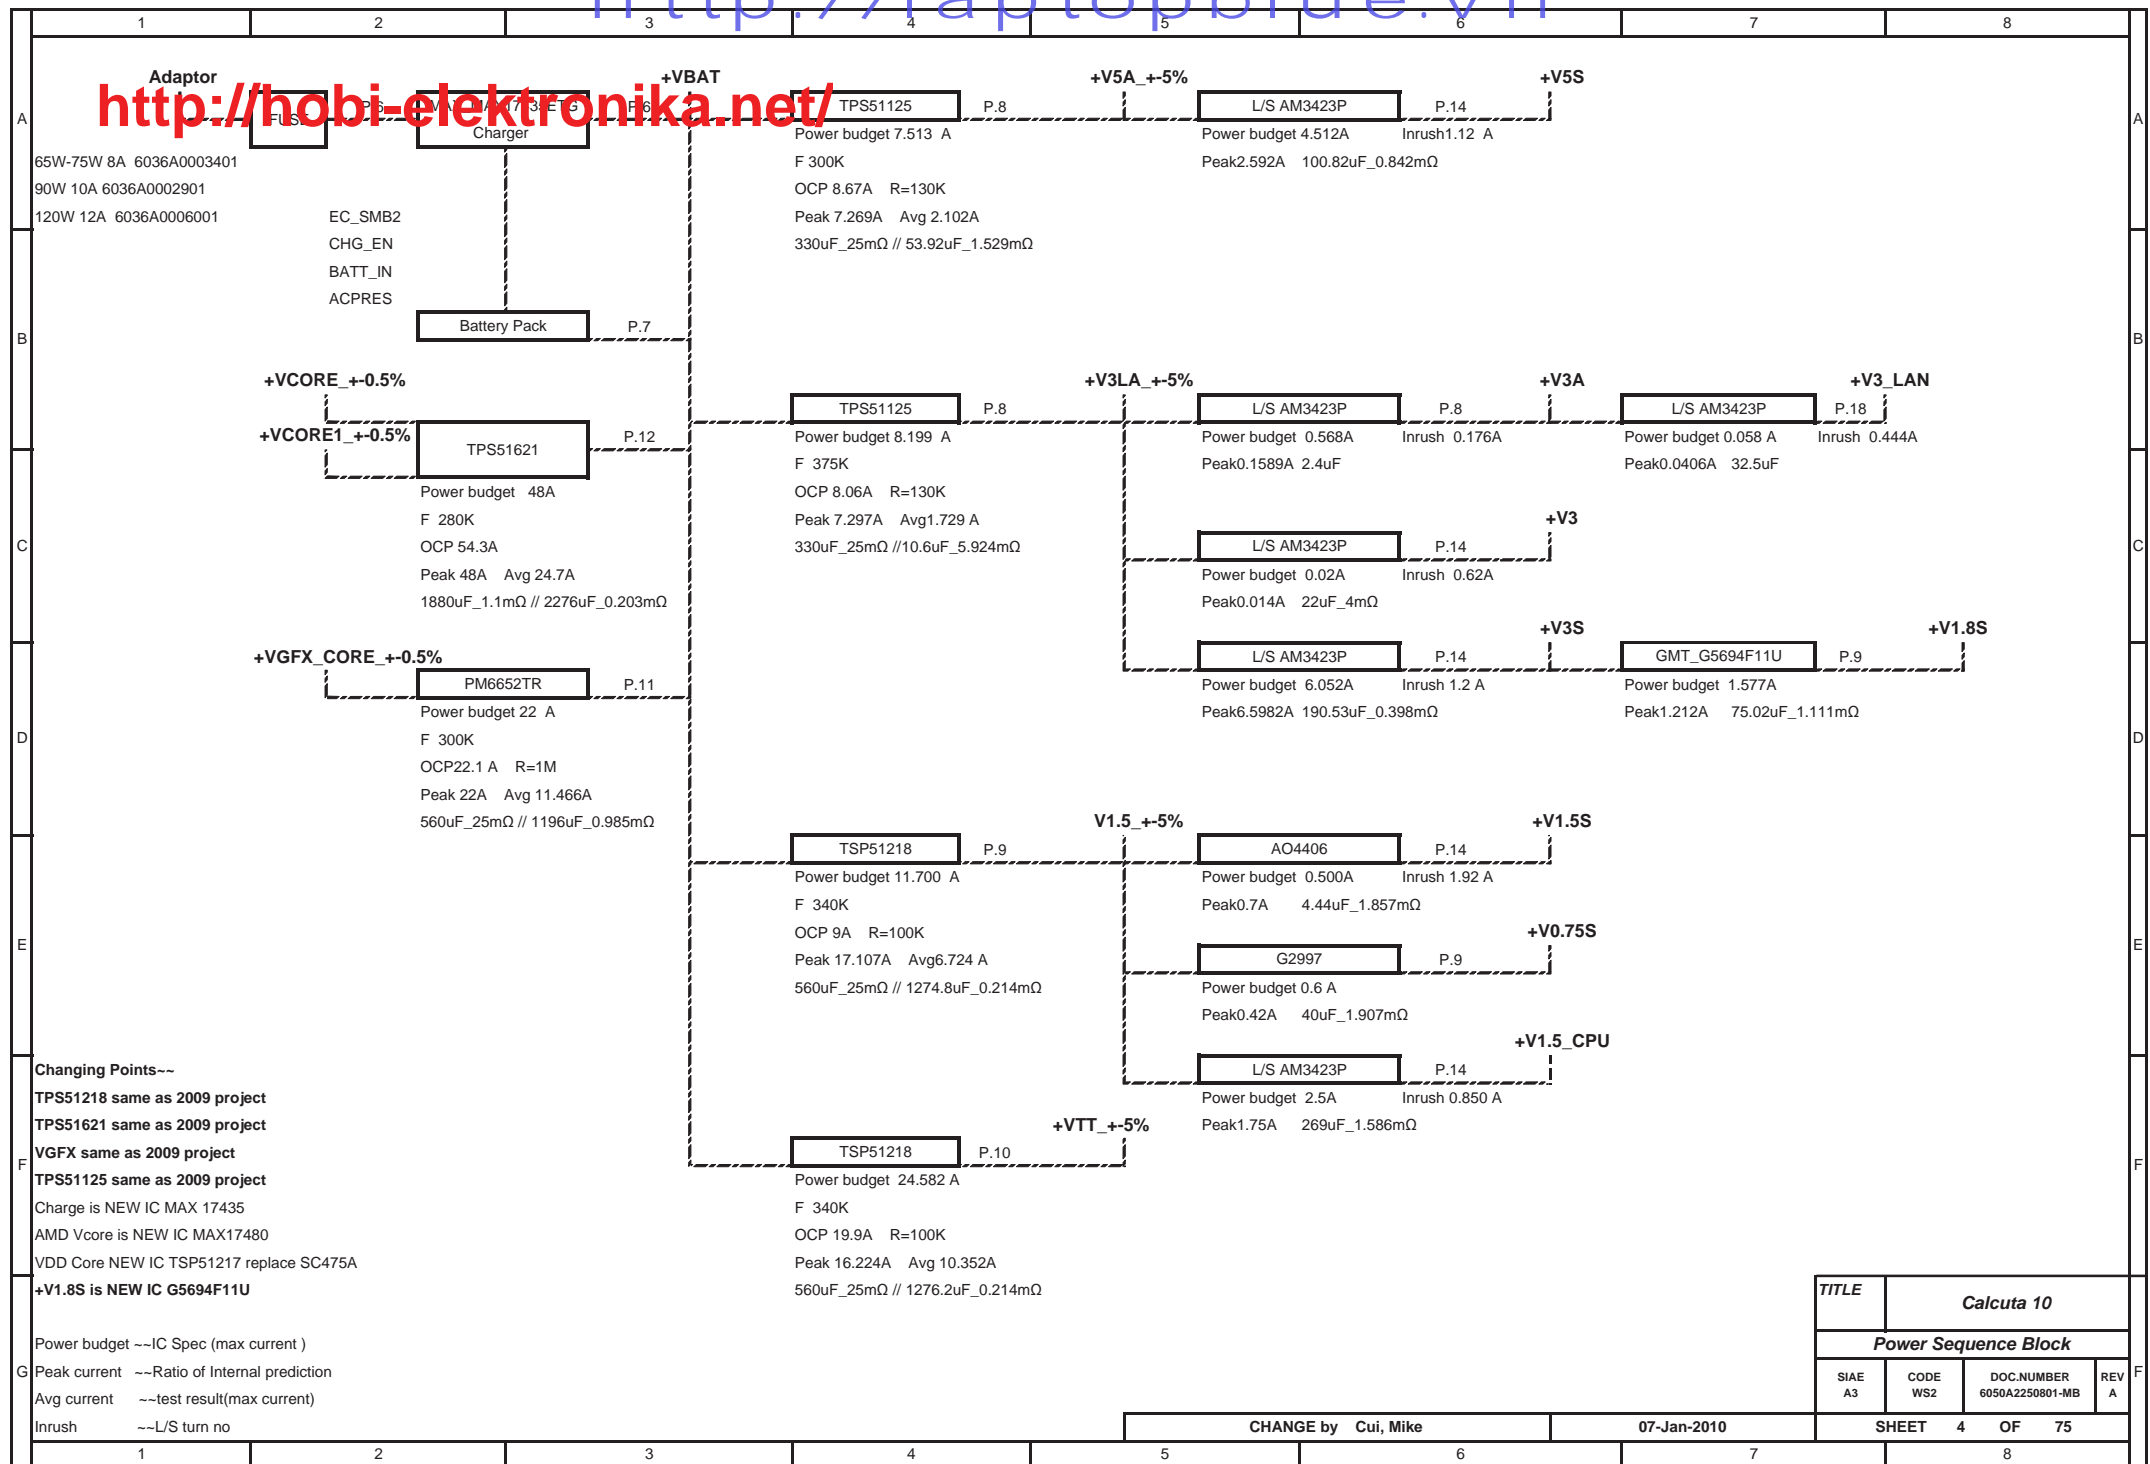 http://laptopblue.vn
1 2 3 4 5 6 7 8
Adaptor
+VBAT
+V5A_+-5%
+V5S
http://hobi-elektronika.net/
A
FUSE
P.6
Charger
TPS51125
P.8
L/S AM3423P
P.14
A
Power budget 7.513 A
Power budget 4.512A
Inrush1.12 A
65W-75W 8A 6036A0003401
F 300K
Peak2.592A 100.82uF_0.842mΩ
90W 10A 6036A0002901
OCP 8.67A R=130K
120W 12A 6036A0006001
EC_SMB2
Peak 7.269A Avg 2.102A
CHG_EN
330uF_25mΩ // 53.92uF_1.529mΩ
BATT_IN
ACPRES
Battery Pack
P.7
B
B
+VCORE_+-0.5%
+V3LA_+-5%
+V3A
+V3_LAN
TPS51125
P.8
L/S AM3423P
P.8
L/S AM3423P
P.18
+VCORE1_+-0.5%
TPS51621
P.12
Power budget 8.199 A
Power budget 0.568A
Inrush 0.176A
Power budget 0.058 A
Inrush 0.444A
F 375K
Peak0.1589A 2.4uF
Peak0.0406A 32.5uF
Power budget 48A
OCP 8.06A R=130K
F 280K
Peak 7.297A Avg1.729 A
+V3
C
OCP 54.3A
330uF_25mΩ //10.6uF_5.924mΩ
L/S AM3423P
P.14
C
Peak 48A Avg 24.7A
Power budget 0.02A
Inrush 0.62A
1880uF_1.1mΩ // 2276uF_0.203mΩ
Peak0.014A 22uF_4mΩ
+V3S
+V1.8S
+VGFX_CORE_+-0.5%
L/S AM3423P
P.14
GMT_G5694F11U
P.9
PM6652TR
P.11
Power budget 6.052A
Inrush 1.2 A
Power budget 1.577A
Power budget 22 A
Peak6.5982A 190.53uF_0.398mΩ
Peak1.212A 75.02uF_1.111mΩ
F 300K
D
D
OCP22.1 A R=1M
Peak 22A Avg 11.466A
560uF_25mΩ // 1196uF_0.985mΩ
V1.5_+-5%
+V1.5S
TSP51218
P.9
AO4406
P.14
Power budget 11.700 A
Power budget 0.500A
Inrush 1.92 A
F 340K
Peak0.7A 4.44uF_1.857mΩ
OCP 9A R=100K
+V0.75S
E
E
Peak 17.107A Avg6.724 A
G2997
P.9
560uF_25mΩ // 1274.8uF_0.214mΩ
Power budget 0.6 A
Peak0.42A 40uF_1.907mΩ
+V1.5_CPU
Changing Points~~
L/S AM3423P
P.14
TPS51218 same as 2009 project
Power budget 2.5A
Inrush 0.850 A
TPS51621 same as 2009 project
+VTT_+-5%
Peak1.75A 269uF_1.586mΩ
VGFX same as 2009 project
TSP51218
P.10
F
F
TPS51125 same as 2009 project
Power budget 24.582 A
Charge is NEW IC MAX 17435
F 340K
AMD Vcore is NEW IC MAX17480
OCP 19.9A R=100K
VDD Core NEW IC TSP51217 replace SC475A
Peak 16.224A Avg 10.352A
+V1.8S is NEW IC G5694F11U
560uF_25mΩ // 1276.2uF_0.214mΩ
TITLE
Calcuta 10
Power budget ~~IC Spec (max current )
Power Sequence Block
G
Peak current ~~Ratio of Internal prediction
F
SIAE
A3
CODE
WS2
DOC.NUMBER
6050A2250801-MB
REV
A
Avg current ~~test result(max current)
Inrush ~~L/S turn no
CHANGE by Cui, Mike
07-Jan-2010
SHEET 4 OF 75
1 2 3 4 5 6 7 8